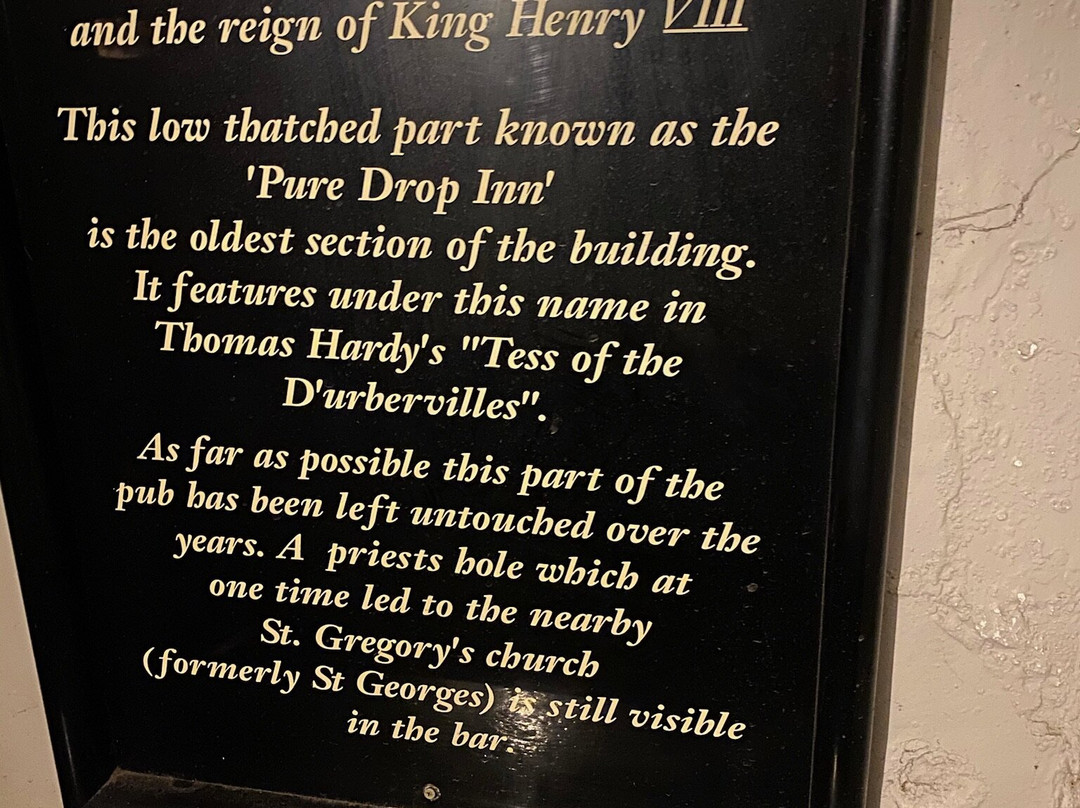 and the reign of King Henry VIII
This low thatched part known as the
'Pure Drop Inn'
is the oldest section of the building.
It features under this name in
Thomas Hardy's "Tess of the
D'urbervilles".
As far as possible this part of the
pub has been left untouched over the
years. A priests hole which at
one time led to the nearby
St. Gregory's church
(formerly St Georges) is still visible
in the bar.